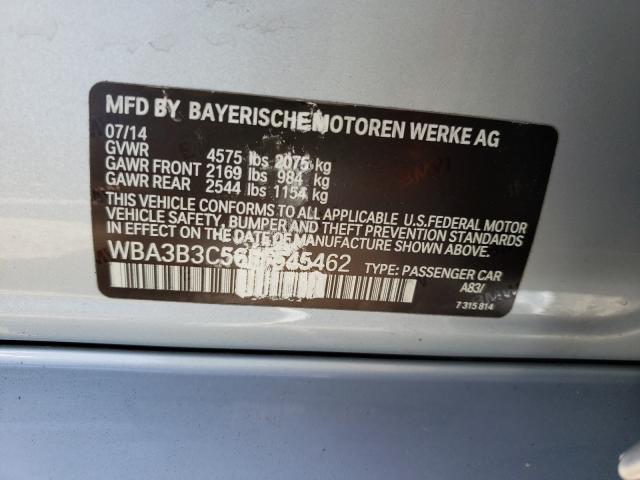 MFD BY BAYERISCHE MOTOREN WERKE AG
07/14
GVWR 4575 lbs 2075 kg
GAWR FRONT 2169 lbs 984 kg
GAWR REAR 2544 lbs 1154 kg
THIS VEHICLE CONFORMS TO ALL APPLICABLE U.S.FEDERAL MOTOR
VEHICLE SAFETY, BUMPER AND THEFT PREVENTION STANDARDS
IN EFFECT ON THE DATE OF MANUFACTURE SHOWN ABOVE.
TYPE: PASSENGER CAR
A83/
7 315 814